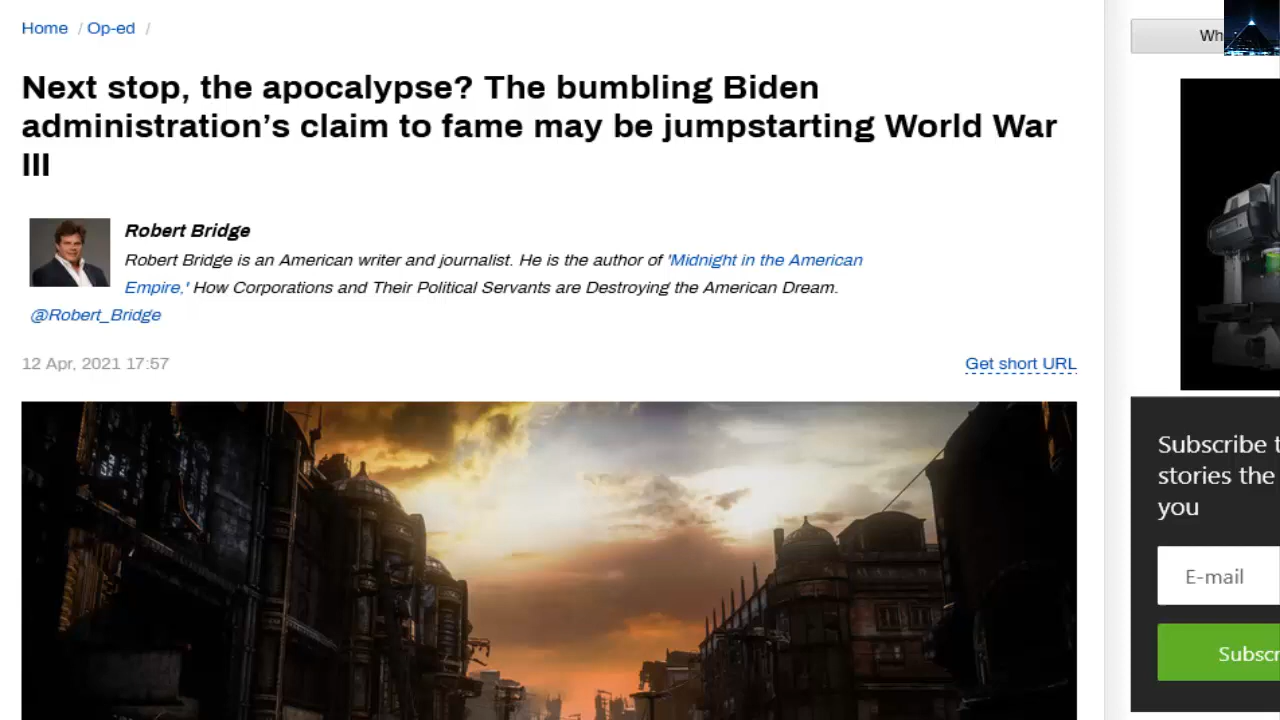 Home / Op-ed /
Wh
Next stop, the apocalypse? The bumbling Biden
administration's claim to fame may be jumpstarting World War
III
Robert Bridge
Robert Bridge is an American writer and journalist. He is the author of 'Midnight in the American
Empire,' How Corporations and Their Political Servants are Destroying the American Dream.
@Robert_Bridge
12 Apr, 2021 17:57
Get short URL
Subscribe t
stories the
you
E-mail
Subscr